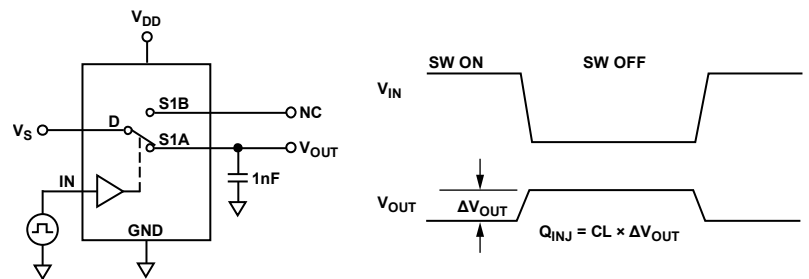 VDD
S1B
NC
VS
D
S1A
VOUT
IN
1nF
GND
SW ON
SW OFF
VIN
VOUT
ΔVOUT
QINJ = CL × ΔVOUT